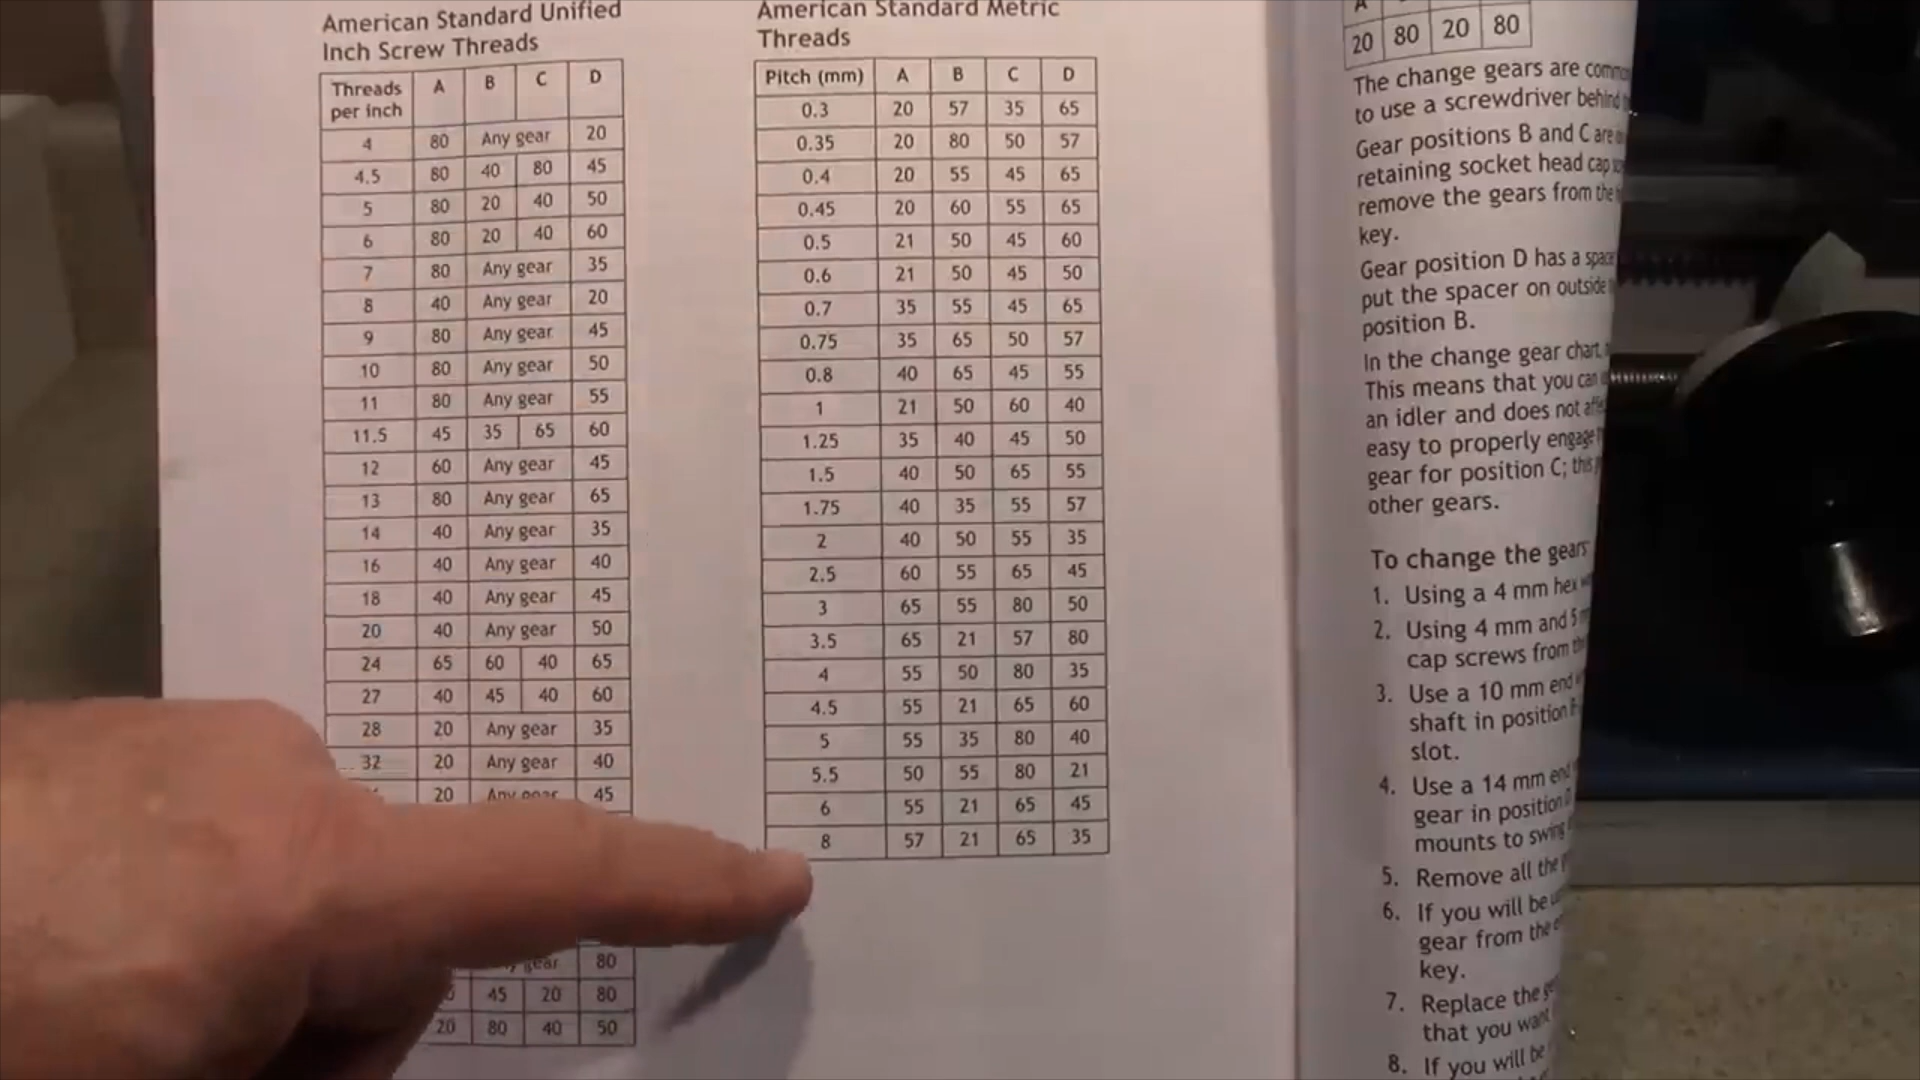 American Standard Unified
Inch Screw Threads
Threads per inch A B C D
4 80 Any gear 20
4.5 80 40 80 45
5 80 20 40 50
6 80 20 40 60
7 80 Any gear 35
8 40 Any gear 20
9 80 Any gear 45
10 80 Any gear 50
11 80 Any gear 55
11.5 45 35 65 60
12 60 Any gear 45
13 80 Any gear 65
14 40 Any gear 35
16 40 Any gear 40
18 40 Any gear 45
20 40 Any gear 50
24 65 60 40 65
27 40 45 40 60
28 20 Any gear 35
32 20 Any gear 40
20 Any gear 45
gear 80
45 20 80
20 80 40 50
American Standard Metric
Threads
Pitch (mm) A B C D
0.3 20 57 35 65
0.35 20 80 50 57
0.4 20 55 45 65
0.45 20 60 55 65
0.5 21 50 45 60
0.6 21 50 45 50
0.7 35 55 45 65
0.75 35 65 50 57
0.8 40 65 45 55
1 21 50 60 40
1.25 35 40 45 50
1.5 40 50 65 55
1.75 40 35 55 57
2 40 50 55 35
2.5 60 55 65 45
3 65 55 80 50
3.5 65 21 57 80
4 55 50 80 35
4.5 55 21 65 60
5 55 35 80 40
5.5 50 55 80 21
6 55 21 65 45
8 57 21 65 35
A
20 80 20 80
The change gears are
to use a screwdriver behind
Gear positions B and C are
retaining socket head cap
remove the gears from the
key.
Gear position D has a
put the spacer on outside
position B.
In the change gear chart,
This means that you can
an idler and does not
easy to properly engage
gear for position C; this
other gears.
To change the gears
1. Using a 4 mm hex
2. Using 4 mm and 5
cap screws from
3. Use a 10 mm end
shaft in position
slot.
4. Use a 14 mm end
gear in position
mounts to swing
5. Remove all the
6. If you will be
gear from the
key.
7. Replace the
that you want
8. If you will be